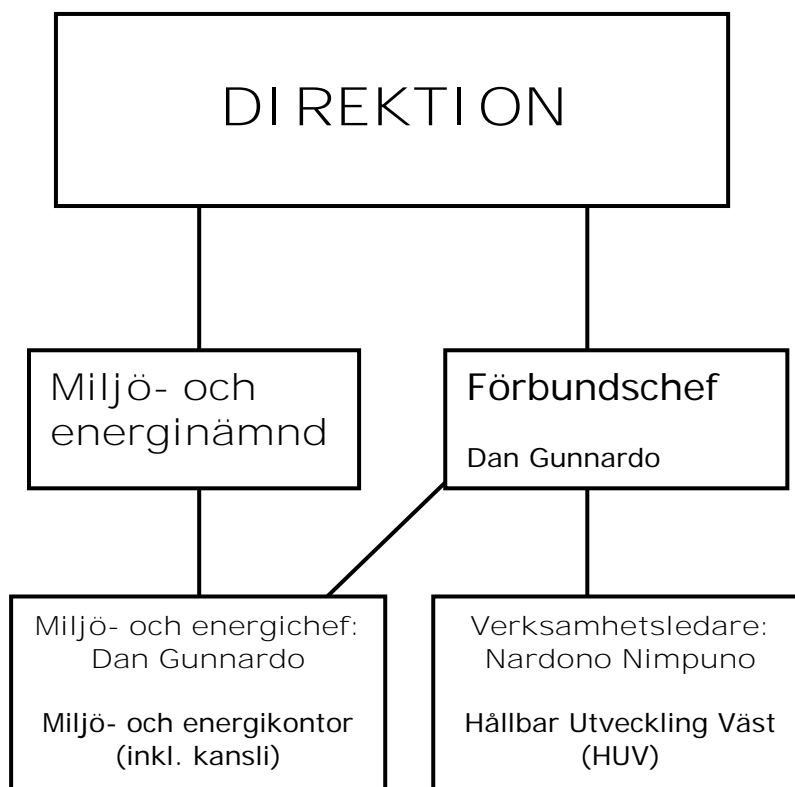 DIREKTION
Miljö- och
energinämnd
Förbundschef
Dan Gunnardo
Miljö- och energichef:
Dan Gunnardo
Miljö- och energikontor
(inkl. kansli)
Verksamhetsledare:
Nardono Nimpuno
Hållbar Utveckling Väst
(HUV)